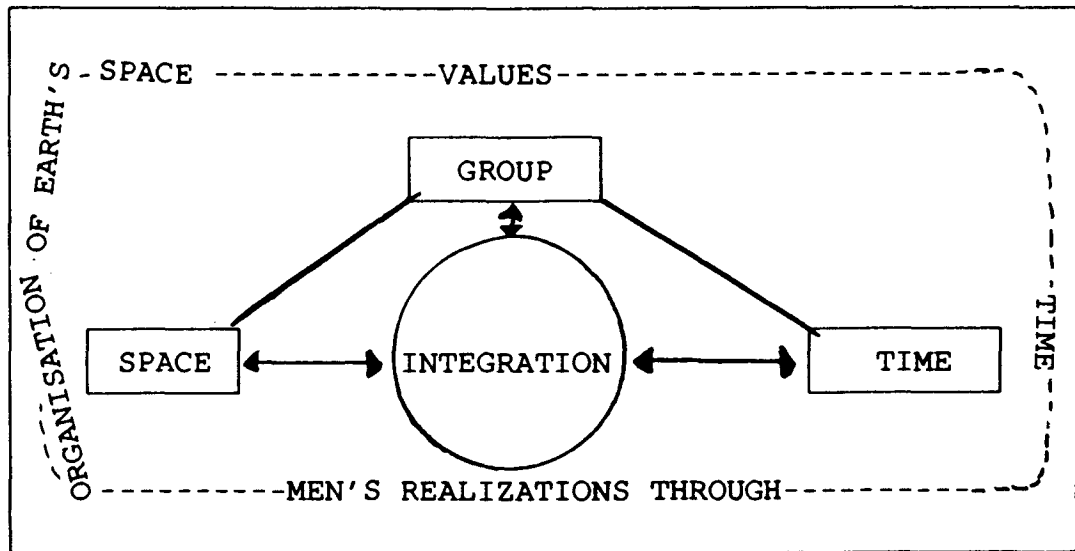 ORGANISATION OF EARTH'S
SPACE
VALUES
GROUP
SPACE
INTEGRATION
TIME
TIME
MEN'S REALIZATIONS THROUGH